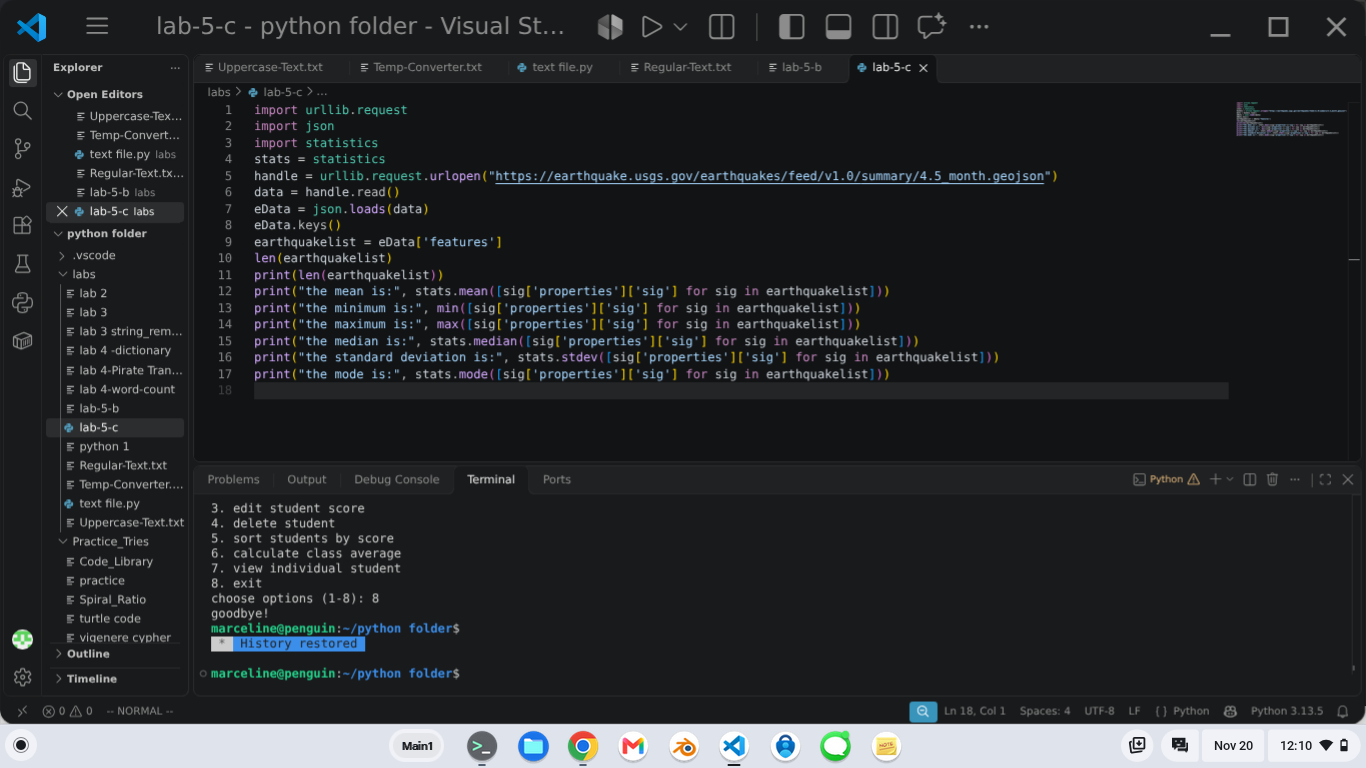 lab-5-c - python folder - Visual St...
Explorer
Open Editors
Uppercase-Tex...
Temp-Convert...
text file.py labs
Regular-Text.tx...
lab-5-b labs
lab-5-c labs
python folder
.vscode
labs
lab 2
lab 3
lab 3 string_rem...
lab 4 -dictionary
lab 4-Pirate Tran...
lab 4-word-count
lab-5-b
lab-5-c
python 1
Regular-Text.txt
Temp-Converter....
text file.py
Uppercase-Text.txt
Practice_Tries
Code_Library
practice
Spiral_Ratio
turtle code
vigenere cypher
Outline
Timeline
Uppercase-Text.txt Temp-Converter.txt text file.py Regular-Text.txt lab-5-b lab-5-c
labs > lab-5-c > ...
1 import urllib.request
2 import json
3 import statistics
4 stats = statistics
5 handle = urllib.request.urlopen("https://earthquake.usgs.gov/earthquakes/feed/v1.0/summary/4.5_month.geojson")
6 data = handle.read()
7 eData = json.loads(data)
8 eData.keys()
9 earthquakelist = eData['features']
10 len(earthquakelist)
11 print(len(earthquakelist))
12 print("the mean is:", stats.mean([sig['properties']['sig'] for sig in earthquakelist]))
13 print("the minimum is:", min([sig['properties']['sig'] for sig in earthquakelist]))
14 print("the maximum is:", max([sig['properties']['sig'] for sig in earthquakelist]))
15 print("the median is:", stats.median([sig['properties']['sig'] for sig in earthquakelist]))
16 print("the standard deviation is:", stats.stdev([sig['properties']['sig'] for sig in earthquakelist]))
17 print("the mode is:", stats.mode([sig['properties']['sig'] for sig in earthquakelist]))
18
Problems Output Debug Console Terminal Ports
Python
3. edit student score
4. delete student
5. sort students by score
6. calculate class average
7. view individual student
8. exit
choose options (1-8): 8
goodbye!
marceline@penguin:~/python folder$
* History restored
marceline@penguin:~/python folder$
0 0 -- NORMAL --
Ln 18, Col 1 Spaces: 4 UTF-8 LF { } Python Python 3.13.5
Main1
NOTE
Nov 20 12:10